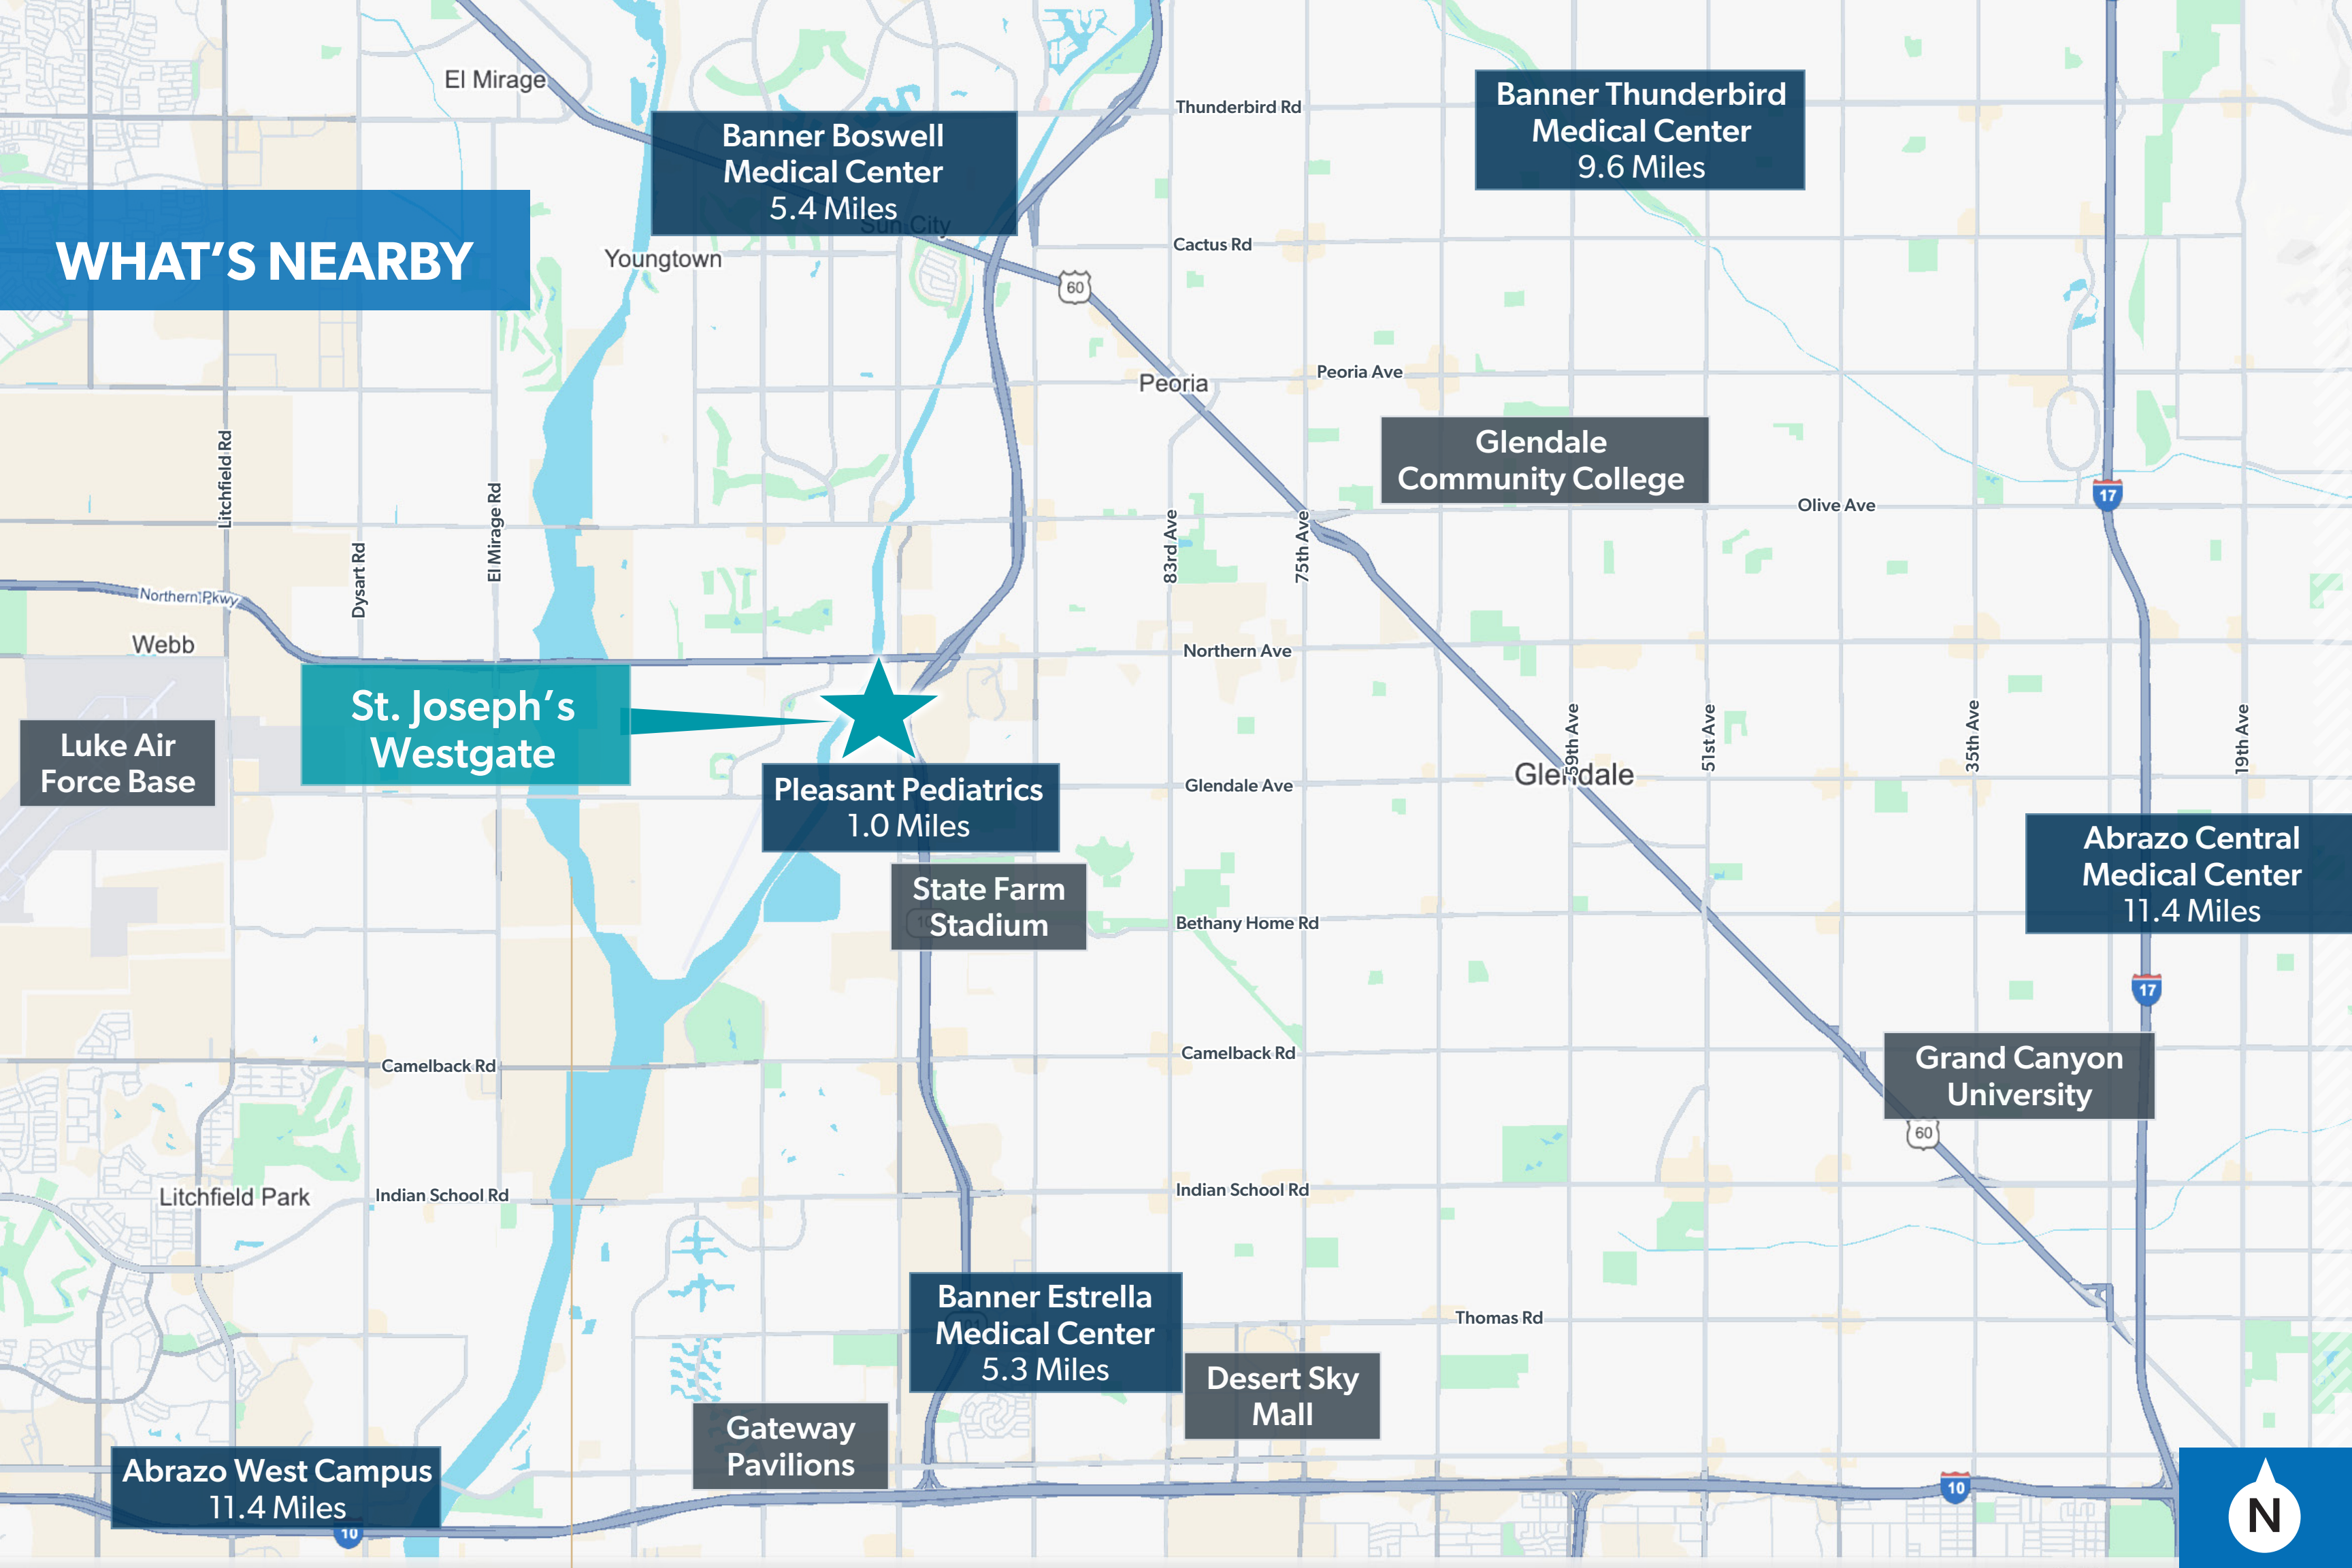 El Mirage
Thunderbird Rd
Banner Thunderbird
Medical Center
9.6 Miles
Banner Boswell
Medical Center
5.4 Miles
Sun City
WHAT'S NEARBY
Youngtown
Cactus Rd
60
Peoria
Peoria Ave
Glendale
Community College
Litchfield Rd
El Mirage Rd
Dysart Rd
83rd Ave
75th Ave
Olive Ave
17
Northern Pkwy
Webb
Northern Ave
St. Joseph's
Westgate
Luke Air
Force Base
59th Ave
51st Ave
35th Ave
19th Ave
Glendale
Pleasant Pediatrics
1.0 Miles
Glendale Ave
Abrazo Central
Medical Center
11.4 Miles
State Farm
Stadium
Bethany Home Rd
17
Camelback Rd
Camelback Rd
Grand Canyon
University
60
Litchfield Park
Indian School Rd
Indian School Rd
Banner Estrella
Medical Center
5.3 Miles
Thomas Rd
Desert Sky
Mall
Gateway
Pavilions
Abrazo West Campus
11.4 Miles
10
10
N